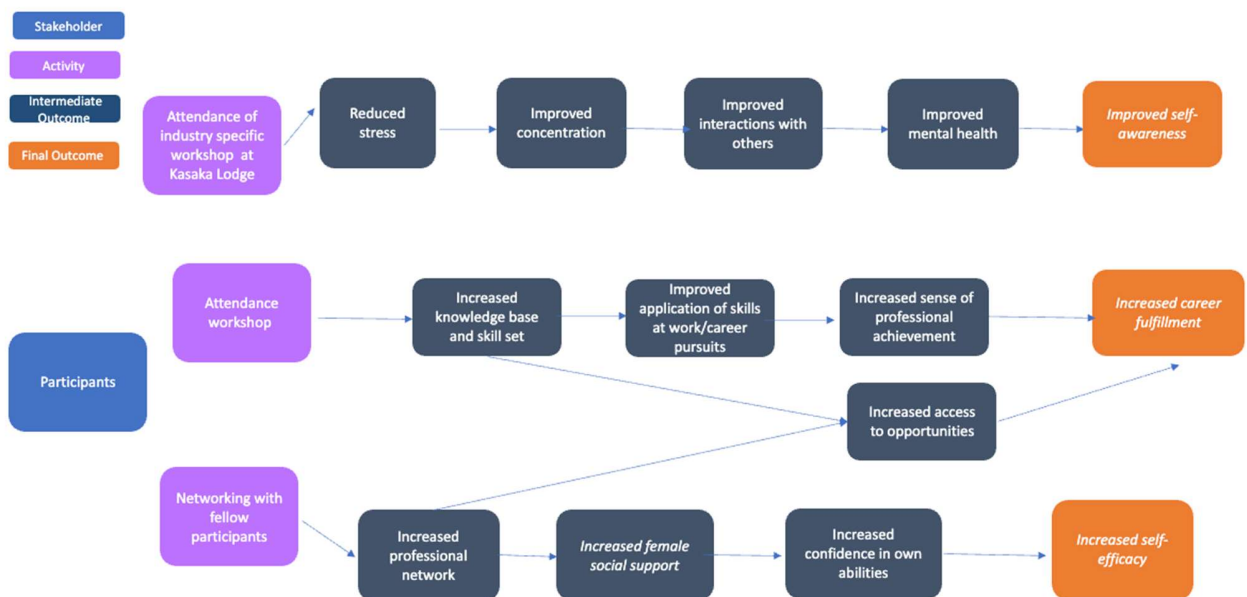 Stakeholder
Activity
Intermediate
Outcome
Final Outcome
Attendance of
industry specific
workshop at
Kasaka Lodge
Reduced
stress
Improved
concentration
Improved
interactions with
others
Improved
mental health
Improved self-
awareness
Participants
Attendance
workshop
Increased
knowledge base
and skill set
Improved
application of skills
at work/career
pursuits
Increased sense of
professional
achievement
Increased career
fulfillment
Increased access
to opportunities
Networking with
fellow
participants
Increased
professional
network
Increased female
social support
Increased
confidence in own
abilities
Increased self-
efficacy